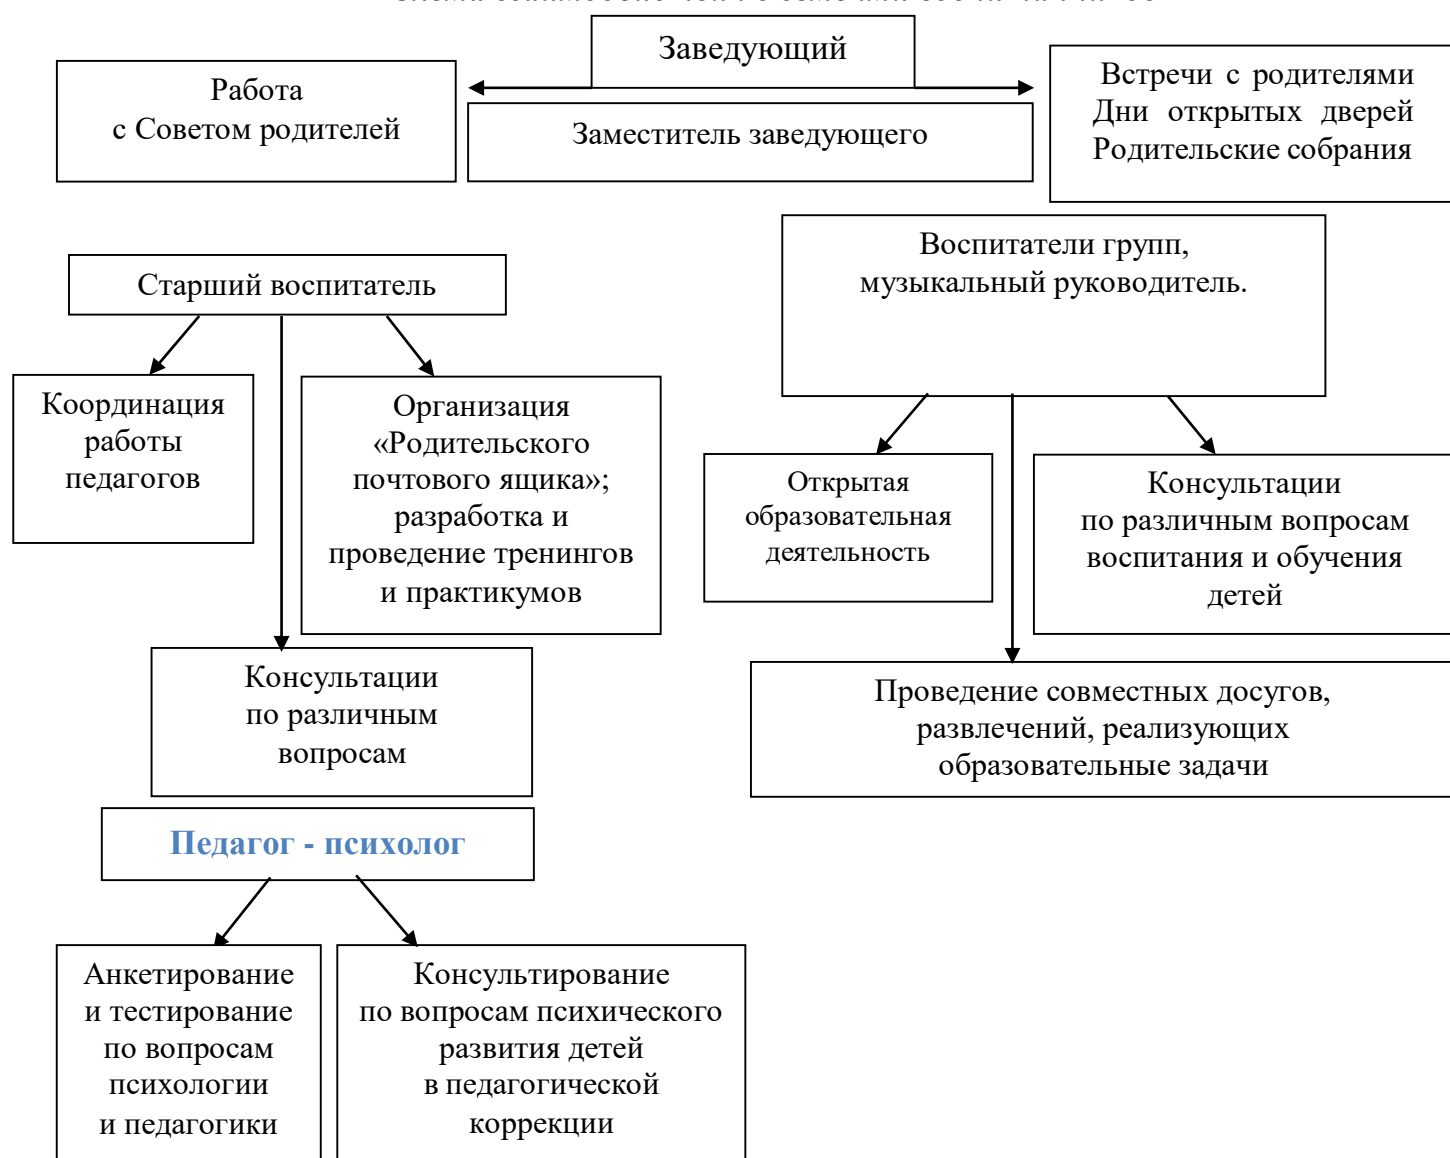 Заведующий
Работа
с Советом родителей
Заместитель заведующего
Встречи с родителями
Дни открытых дверей
Родительские собрания
Старший воспитатель
Воспитатели групп,
музыкальный руководитель.
Координация
работы
педагогов
Организация
«Родительского
почтового ящика»;
разработка и
проведение тренингов
и практикумов
Консультации
по различным
вопросам
Открытая
образовательная
деятельность
Консультации
по различным вопросам
воспитания и обучения
детей
Проведение совместных досугов,
развлечений, реализующих
образовательные задачи
Педагог - психолог
Анкетирование
и тестирование
по вопросам
психологии
и педагогики
Консультирование
по вопросам психического
развития детей
в педагогической
коррекции